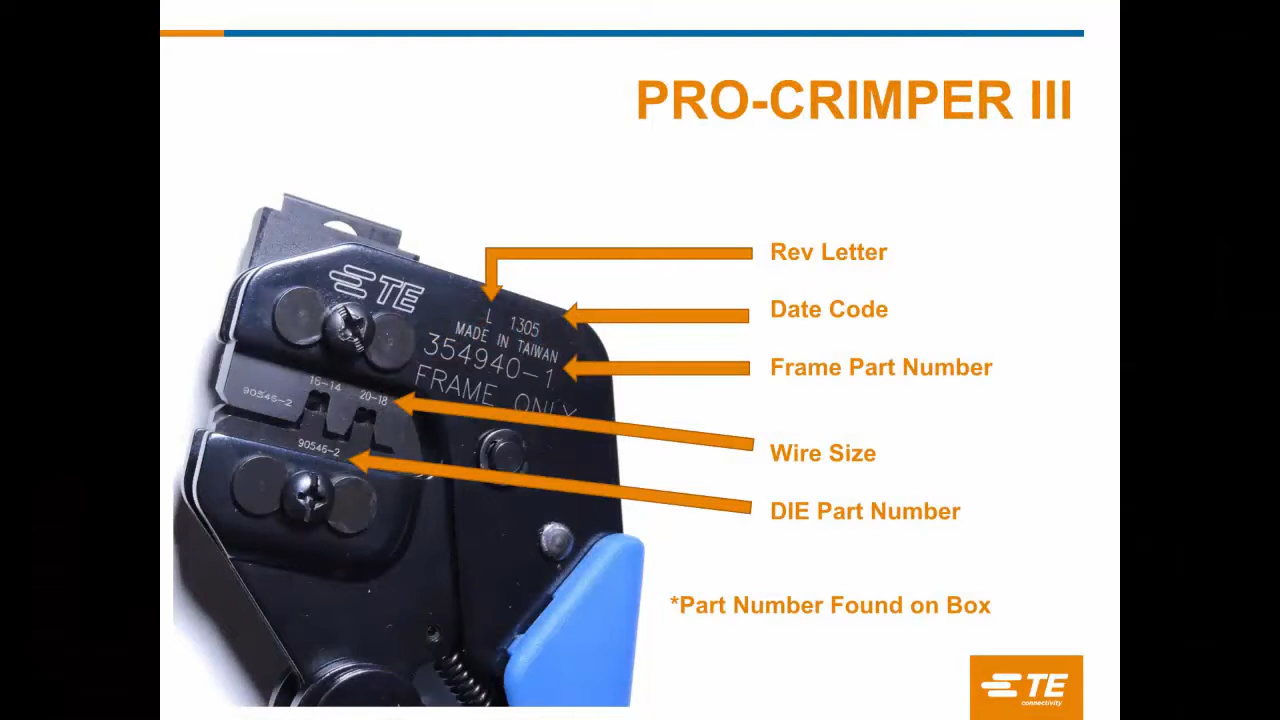 PRO-CRIMPER III
TE
L 1305
MADE IN TAIWAN
354940-1
FRAME ONLY
16-14 20-18
90546-2
90546-2
Rev Letter
Date Code
Frame Part Number
Wire Size
DIE Part Number
*Part Number Found on Box
TE
connectivity